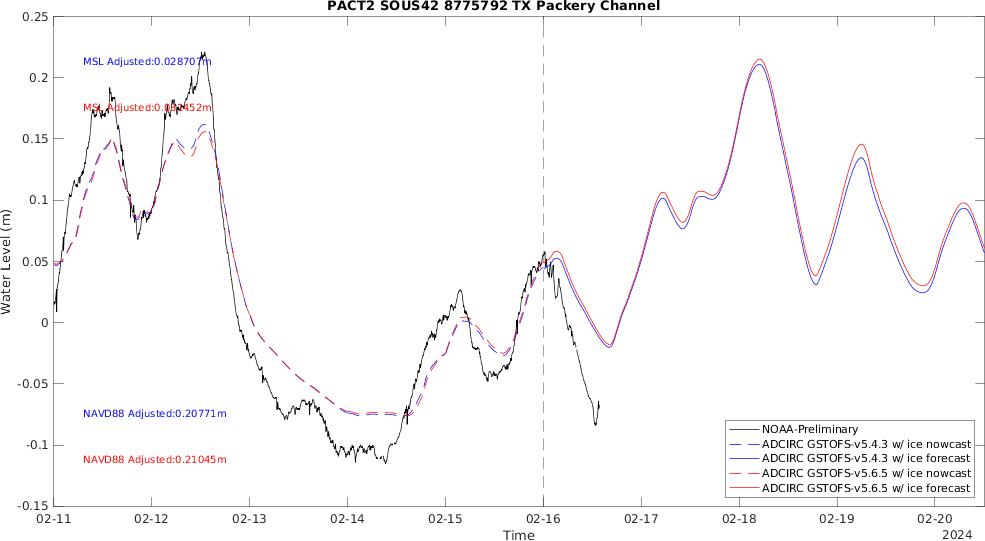 PACT2 SOUS42 8775792 TX Packery Channel
0.25
0.2
0.15
0.1
0.05
0
-0.05
-0.1
-0.15
Water Level (m)
MSL Adjusted:0.028707m
MSL Adjusted:0.032452m
NAVD88 Adjusted:0.20771m
NAVD88 Adjusted:0.21045m
NOAA-Preliminary
ADCIRC GSTOFS-v5.4.3 w/ ice nowcast
ADCIRC GSTOFS-v5.4.3 w/ ice forecast
ADCIRC GSTOFS-v5.6.5 w/ ice nowcast
ADCIRC GSTOFS-v5.6.5 w/ ice forecast
02-11 02-12 02-13 02-14 02-15 02-16 02-17 02-18 02-19 02-20
Time
2024